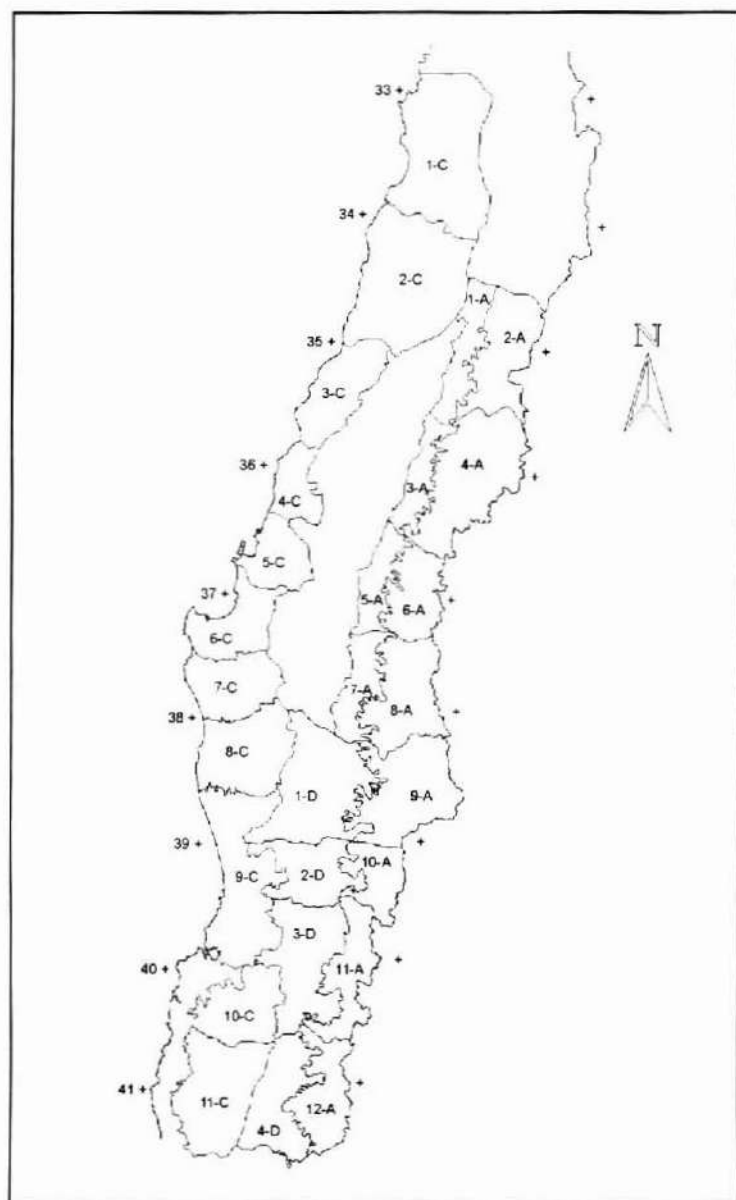 33 +
+
1-C
34 +
+
2-C
1-A
2-A
35 +
+
N
3-C
36 +
4-A
+
3-A
4-C
5-C
37 +
5-A
6-A
+
6-C
7-C
7-A
8-A
+
38 +
8-C
1-D
9-A
39 +
+
10-A
9-C
2-D
3-D
40 +
11-A
+
10-C
41 +
+
11-C
12-A
4-D